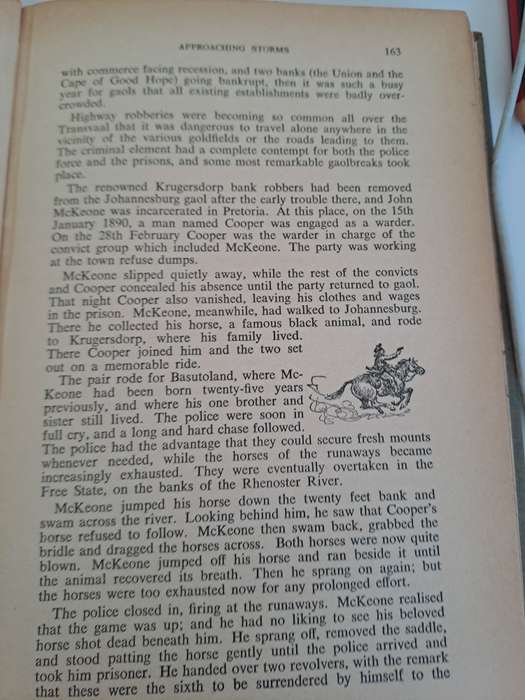 APPROACHING STORMS 163
with commerce facing recession, and two banks (the Union and the
Cape of Good Hope) going bankrupt, then it was such a busy
year for gaols that all existing establishments were badly over-
crowded.
Highway robberies were becoming so common all over the
Transvaal that it was dangerous to travel alone anywhere in the
vicinity of the various goldfields or the roads leading to them.
The criminal element had a complete contempt for both the police
force and the prisons, and some most remarkable gaolbreaks took
place.
The renowned Krugersdorp bank robbers had been removed
from the Johannesburg gaol after the early trouble there, and John
McKeone was incarcerated in Pretoria. At this place, on the 15th
January 1890, a man named Cooper was engaged as a warder.
On the 28th February Cooper was the warder in charge of the
convict group which included McKeone. The party was working
at the town refuse dumps.
McKeone slipped quietly away, while the rest of the convicts
and Cooper concealed his absence until the party returned to gaol.
That night Cooper also vanished, leaving his clothes and wages
in the prison. McKeone, meanwhile, had walked to Johannesburg.
There he collected his horse, a famous black animal, and rode
to Krugersdorp, where his family lived.
There Cooper joined him and the two set
out on a memorable ride.
The pair rode for Basutoland, where Mc-
Keone had been born twenty-five years
previously, and where his one brother and
sister still lived. The police were soon in
full cry, and a long and hard chase followed.
The police had the advantage that they could secure fresh mounts
whenever needed, while the horses of the runaways became
increasingly exhausted. They were eventually overtaken in the
Free State, on the banks of the Rhenoster River.
McKeone jumped his horse down the twenty feet bank and
swam across the river. Looking behind him, he saw that Cooper's
horse refused to follow. McKeone then swam back, grabbed the
bridle and dragged the horses across. Both horses were now quite
blown. McKeone jumped off his horse and ran beside it until
the animal recovered its breath. Then he sprang on again; but
the horses were too exhausted now for any prolonged effort.
The police closed in, firing at the runaways. McKeone realised
that the game was up; and he had no liking to see his beloved
horse shot dead beneath him. He sprang off, removed the saddle,
and stood patting the horse gently until the police arrived and
took him prisoner. He handed over two revolvers, with the remark
that these were the sixth to be surrendered by himself to the